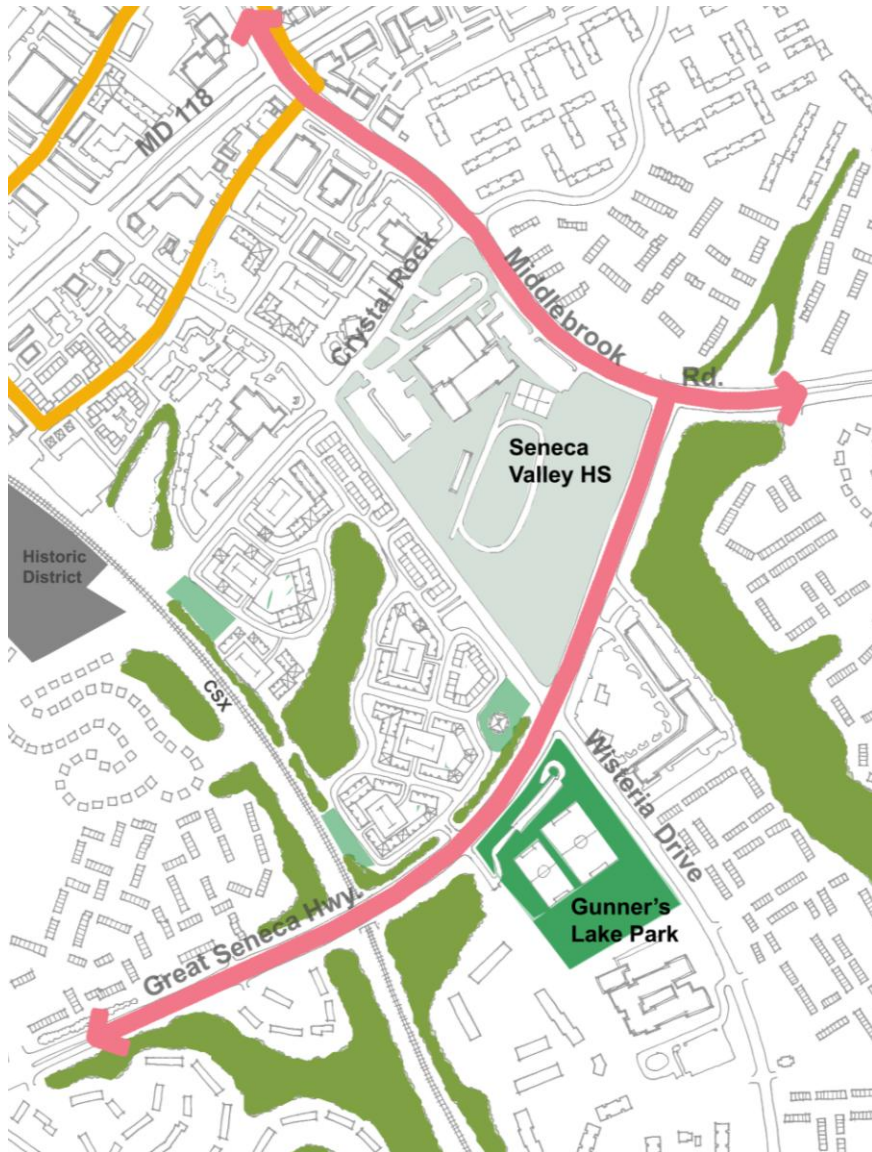 MD 118
Crystal Rock
Middlebrook
Rd.
Seneca
Valley HS
Historic
District
CSX
Wisteria Drive
Gunner's
Lake Park
Great Seneca Hwy.